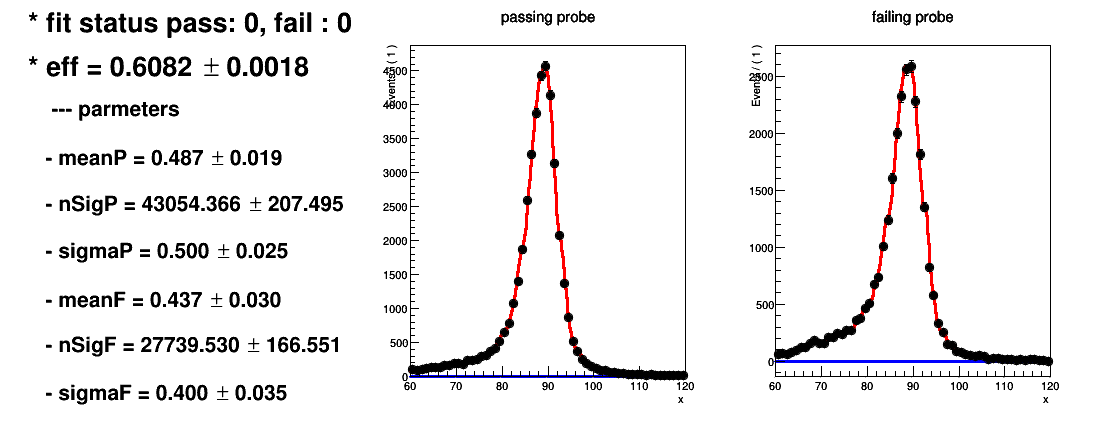 * fit status pass: 0, fail : 0
* eff = 0.6082 ± 0.0018
--- parmeters
- meanP = 0.487 ± 0.019
- nSigP = 43054.366 ± 207.495
- sigmaP = 0.500 ± 0.025
- meanF = 0.437 ± 0.030
- nSigF = 27739.530 ± 166.551
- sigmaF = 0.400 ± 0.035
passing probe
Events / ( 1 )
4500
4000
3500
3000
2500
2000
1500
1000
500
0
60 70 80 90 100 110 120
x
failing probe
Events / ( 1 )
2500
2000
1500
1000
500
0
60 70 80 90 100 110 120
x